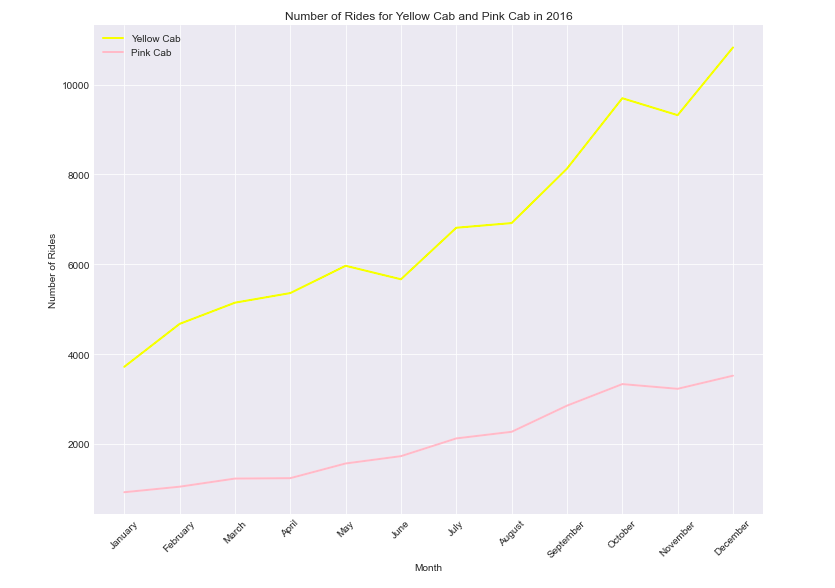 Number of Rides for Yellow Cab and Pink Cab in 2016
Yellow Cab
Pink Cab
Number of Rides
10000
8000
6000
4000
2000
January
February
March
April
May
June
July
August
September
October
November
December
Month